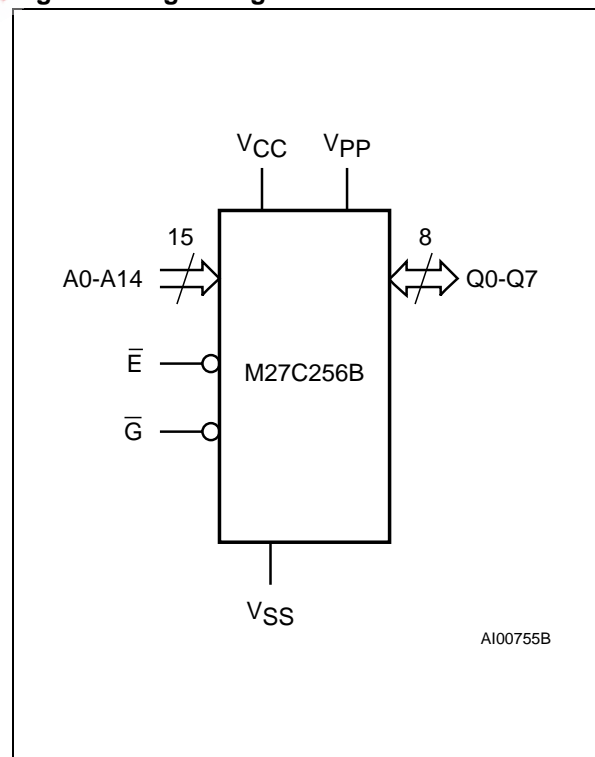 VCC VPP
15 8
A0-A14 Q0-Q7
E̅
M27C256B
G̅
VSS
AI00755B